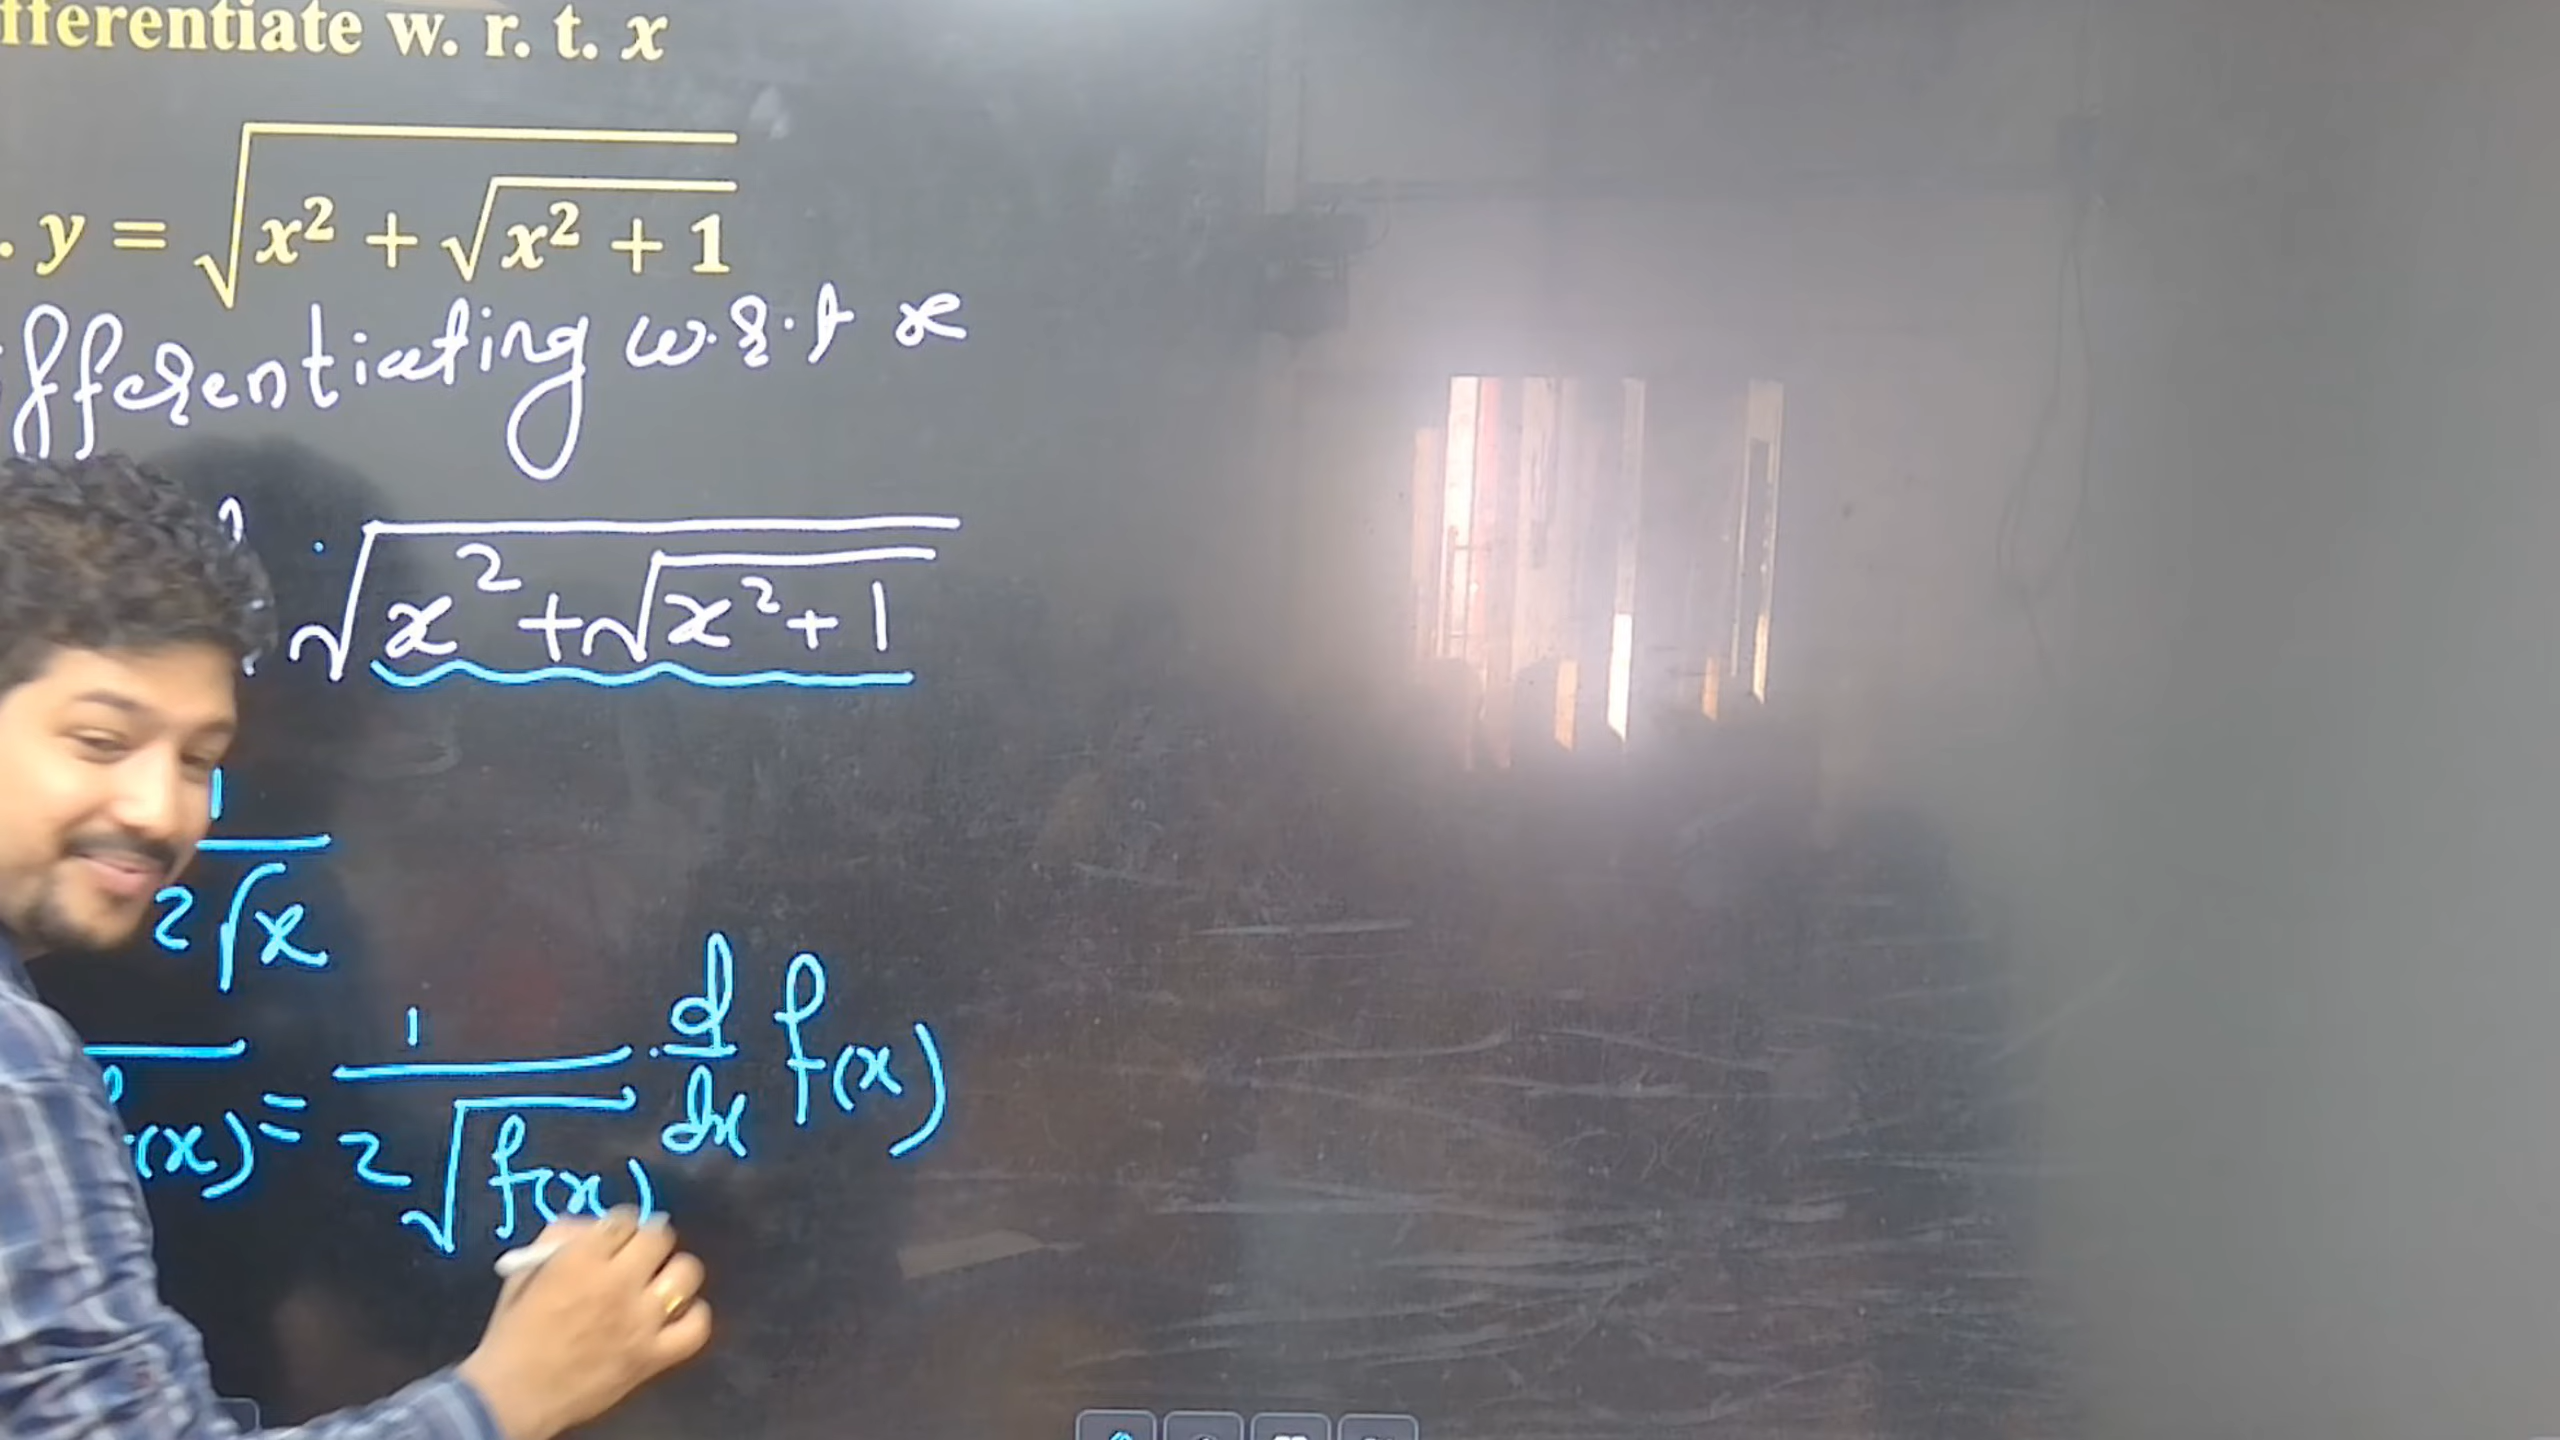 fferentiate w. r. t. x
. y = √(x² + √(x² + 1))
ifferentiating w.r.t x
√(x²+√(x²+1))
1/(2√x)
(x) = 1/(2√f(x)) . d/dx f(x)